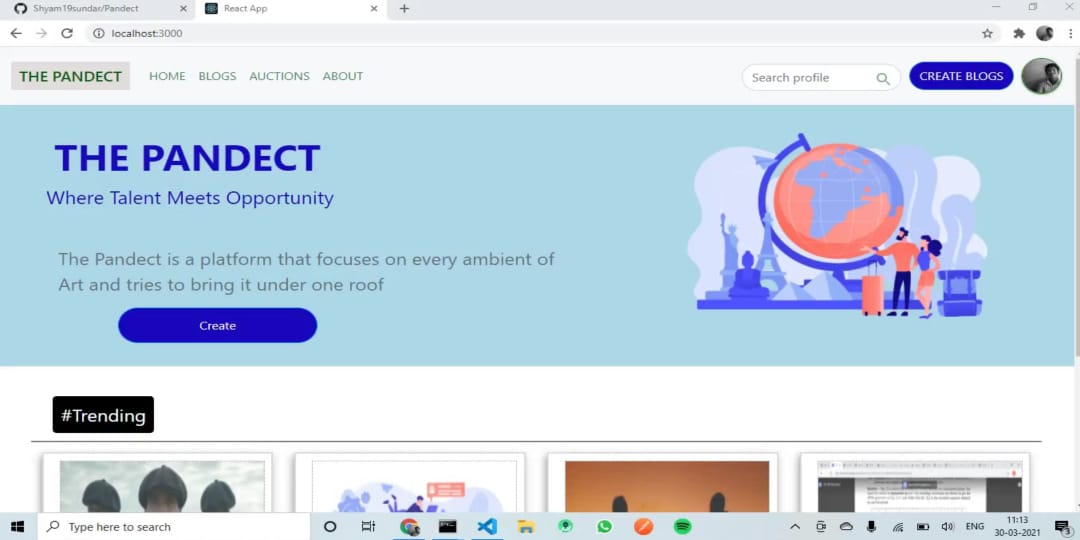 Shyam19sundar/Pandect
React App
localhost:3000
THE PANDECT
HOME
BLOGS
AUCTIONS
ABOUT
Search profile
CREATE BLOGS
THE PANDECT
Where Talent Meets Opportunity
The Pandect is a platform that focuses on every ambient of
Art and tries to bring it under one roof
Create
#Trending
Type here to search
ENG
11:13
30-03-2021
3